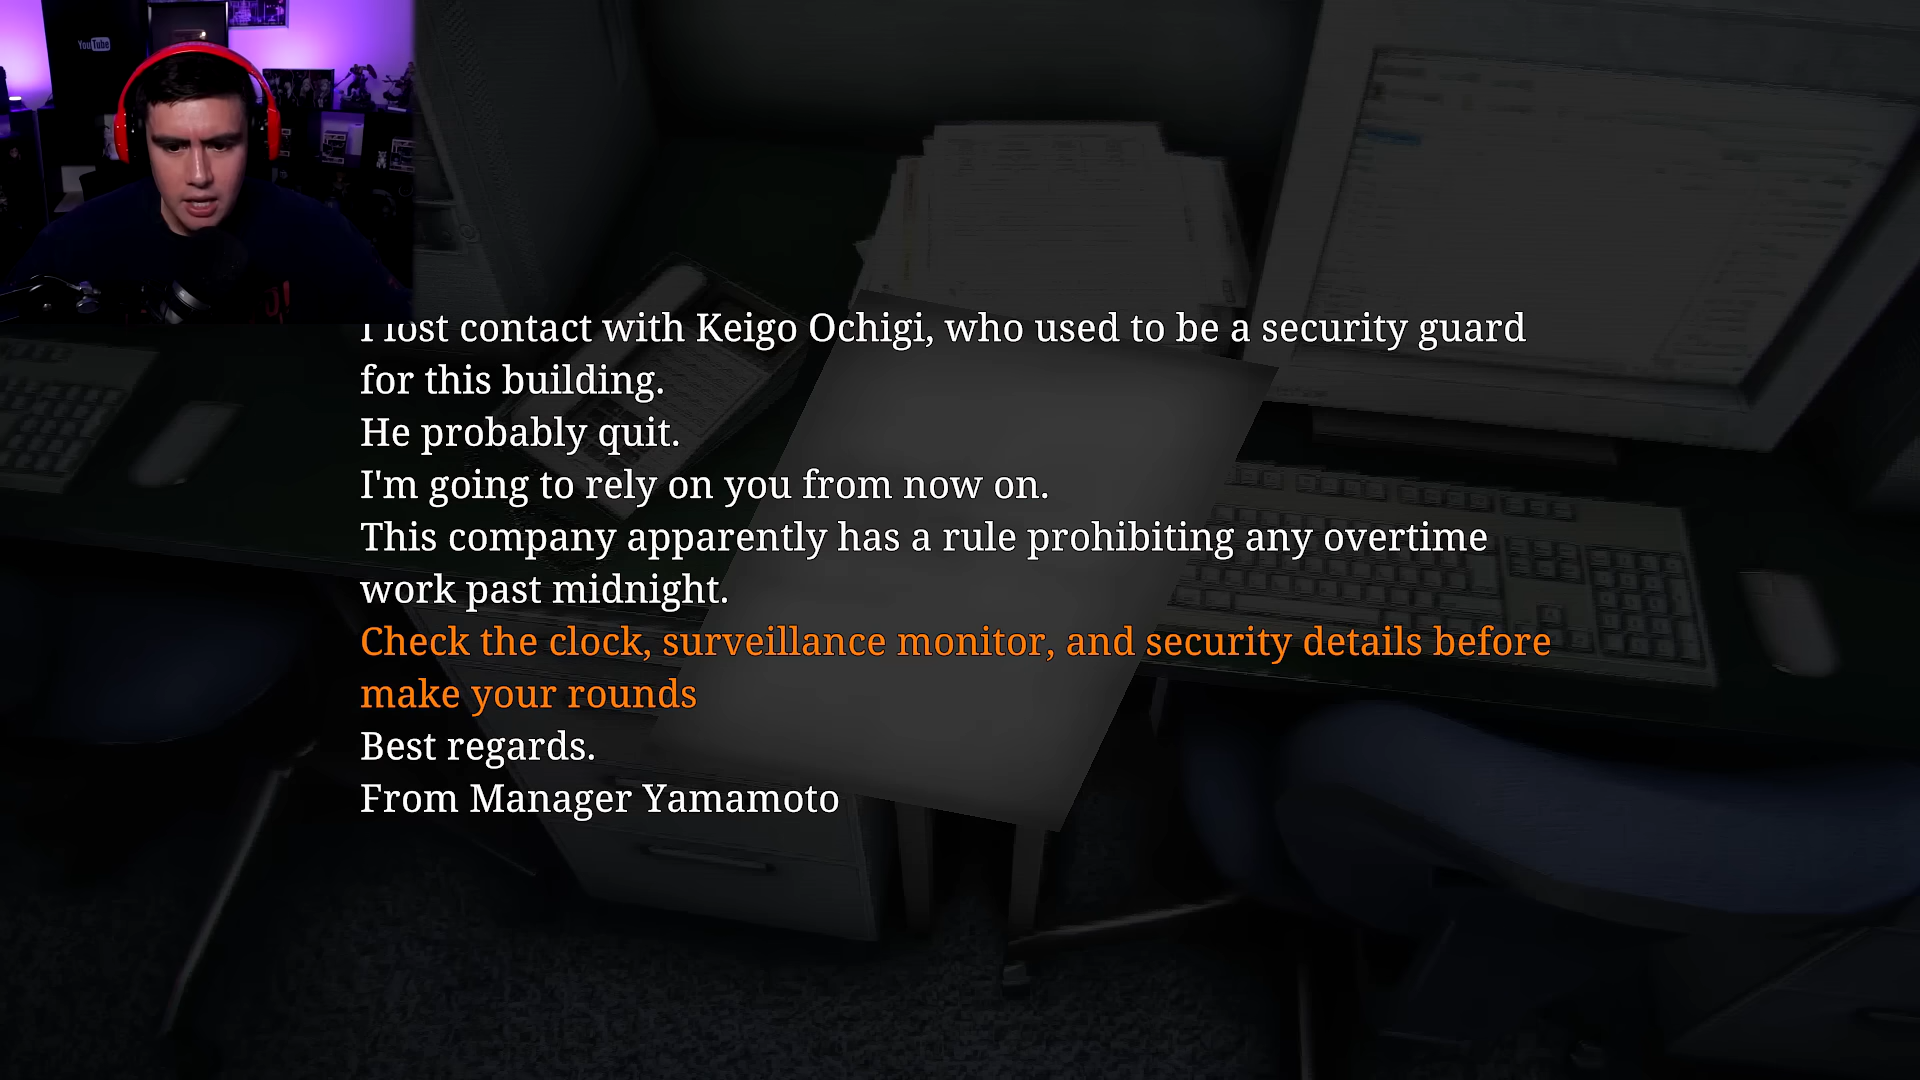 YouTube
I lost contact with Keigo Ochigi, who used to be a security guard
for this building.
He probably quit.
I'm going to rely on you from now on.
This company apparently has a rule prohibiting any overtime
work past midnight.
Check the clock, surveillance monitor, and security details before
make your rounds
Best regards.
From Manager Yamamoto